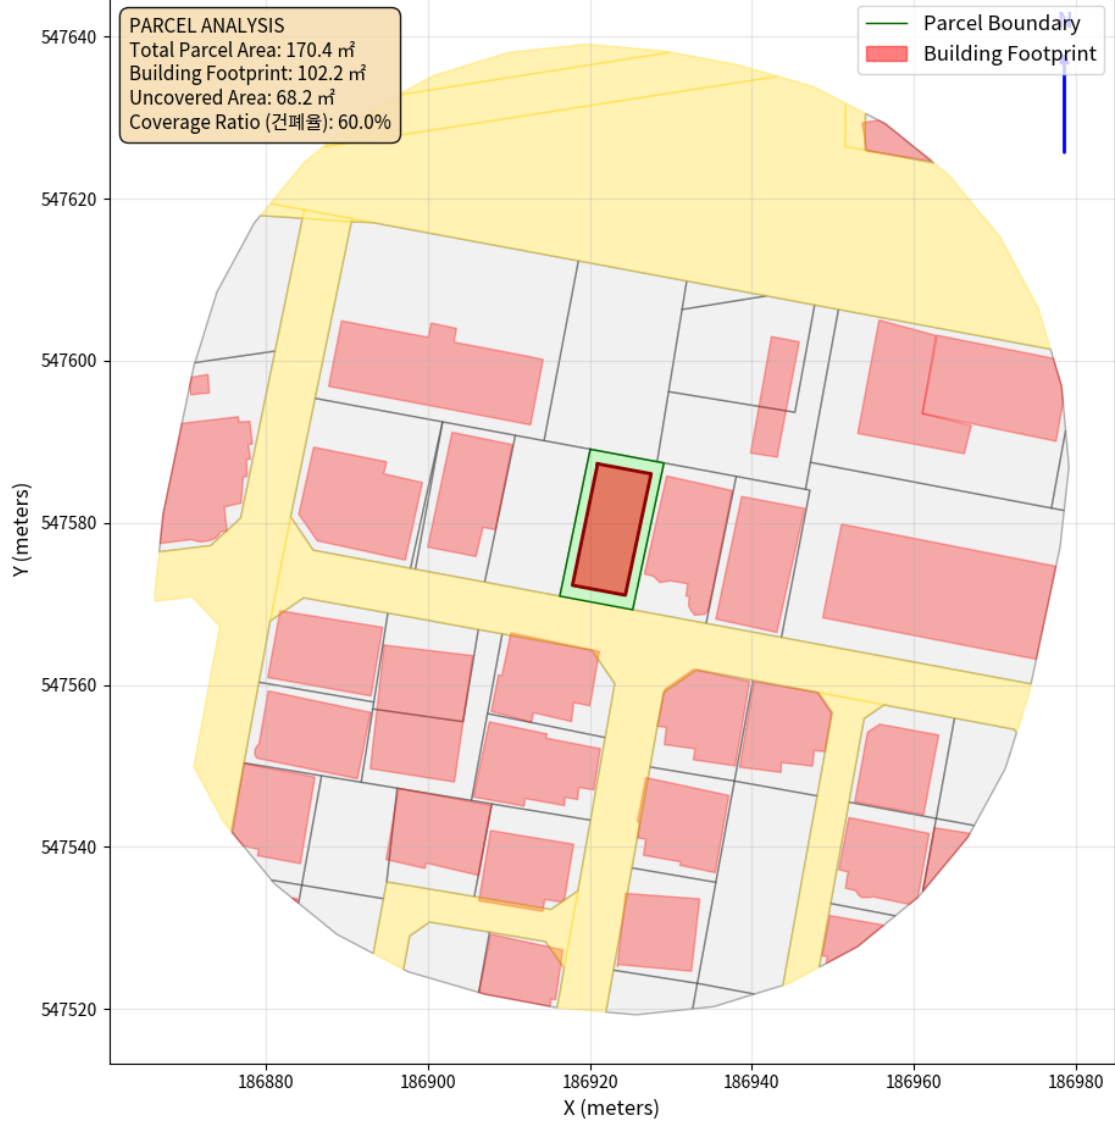 PARCEL ANALYSIS
Total Parcel Area: 170.4 ㎡
Building Footprint: 102.2 ㎡
Uncovered Area: 68.2 ㎡
Coverage Ratio (건폐율): 60.0%
Parcel Boundary
Building Footprint
N
547640
547620
547600
547580
547560
547540
547520
Y (meters)
186880
186900
186920
186940
186960
186980
X (meters)